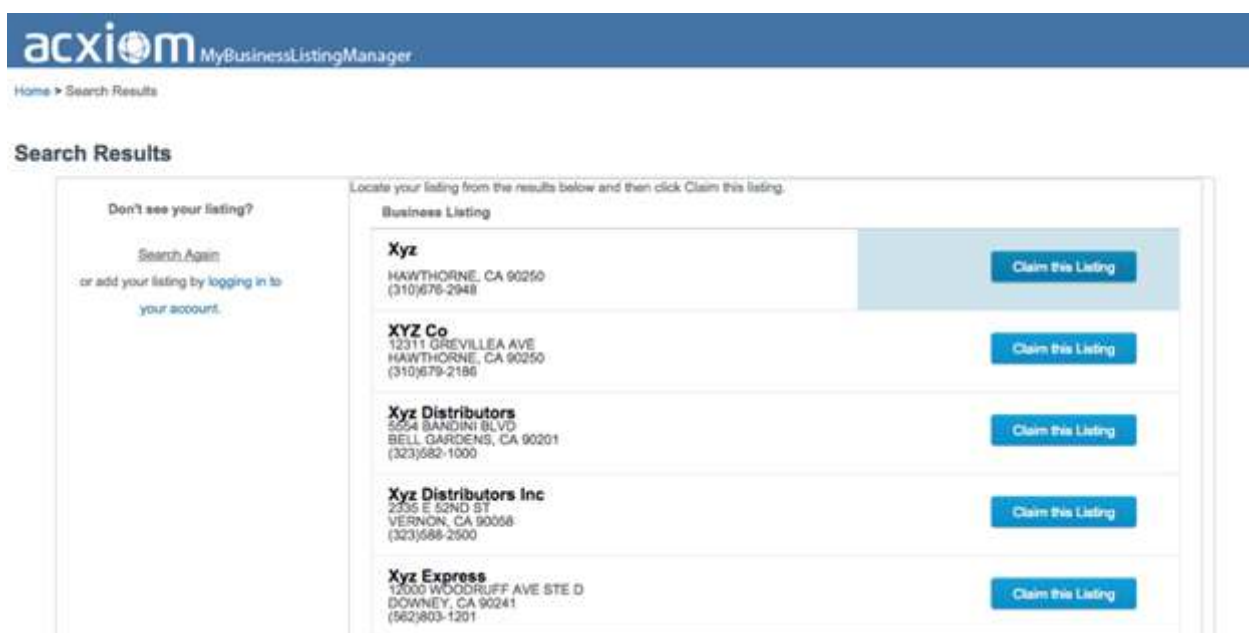 acxiom MyBusinessListingManager
Home > Search Results
Search Results
Don't see your listing?
Search Again
or add your listing by logging in to
your account.
Locate your listing from the results below and then click Claim this listing.
Business Listing
Xyz
HAWTHORNE, CA 90250
(310)676-2948
Claim this Listing
XYZ Co
12311 GREVILLEA AVE
HAWTHORNE, CA 90250
(310)679-2186
Claim this Listing
Xyz Distributors
5554 BANDINI BLVD
BELL GARDENS, CA 90201
(323)582-1000
Claim this Listing
Xyz Distributors Inc
2335 E 52ND ST
VERNON, CA 90058
(323)588-2500
Claim this Listing
Xyz Express
12000 WOODRUFF AVE STE D
DOWNEY, CA 90241
(562)803-1201
Claim this Listing